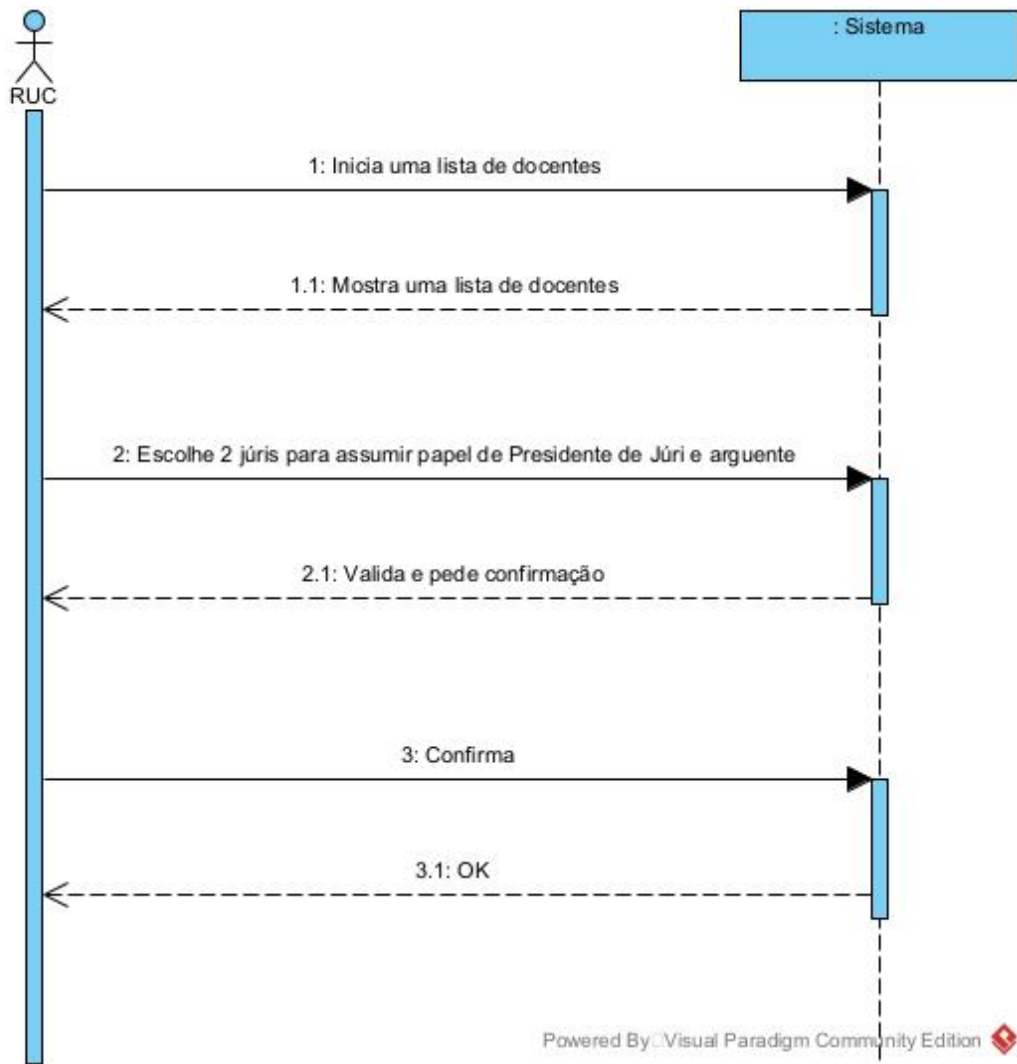 : Sistema
RUC
1: Inicia uma lista de docentes
1.1: Mostra uma lista de docentes
2: Escolhe 2 júris para assumir papel de Presidente de Júri e arguente
2.1: Valida e pede confirmação
3: Confirma
3.1: OK
Powered By Visual Paradigm Community Edition